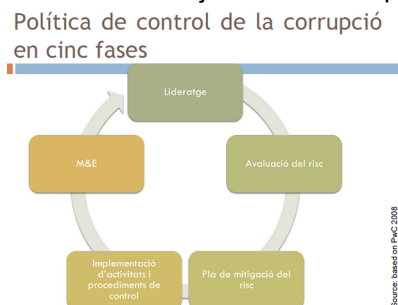 Política de control de la corrupció
en cinc fases
Lideratge
Avaluació del risc
Pla de mitigació del
risc
Implementació
d'activitats i
procediments de
control
M&E
Source: based on PwC 2008